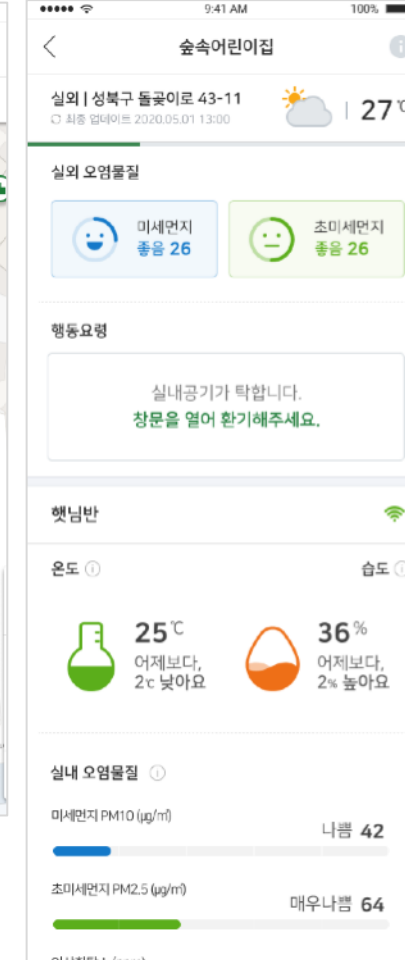 9:41 AM 100%
숲속어린이집
실외 | 성북구 돌곶이로 43-11
최종 업데이트 2020.05.01 13:00
27℃
실외 오염물질
미세먼지
좋음 26
초미세먼지
좋음 26
행동요령
실내공기가 탁합니다.
창문을 열어 환기해주세요.
햇님반
온도
습도
25℃
어제보다,
2℃ 낮아요
36%
어제보다,
2% 높아요
실내 오염물질
미세먼지 PM10 (㎍/㎥)
나쁨 42
초미세먼지 PM2.5 (㎍/㎥)
매우나쁨 64